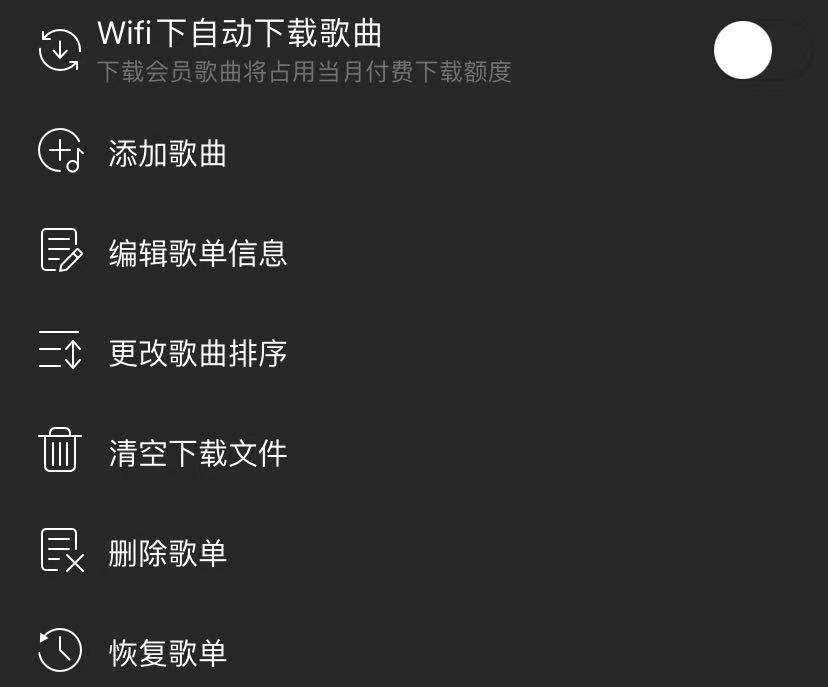 Wifi下自动下载歌曲
下载会员歌曲将占用当月付费下载额度
添加歌曲
编辑歌单信息
更改歌曲排序
清空下载文件
删除歌单
恢复歌单